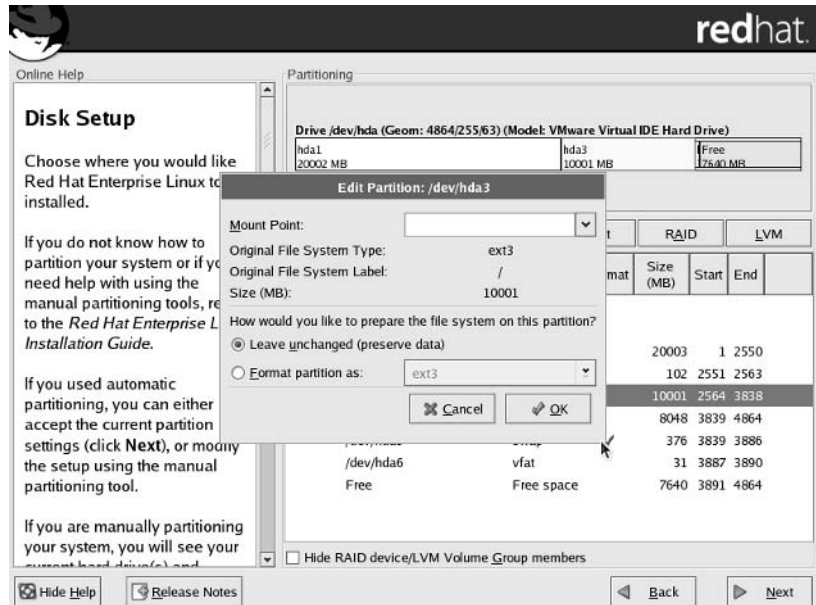 redhat.
Online Help
Disk Setup
Choose where you would like
Red Hat Enterprise Linux to
installed.
If you do not know how to
partition your system or if yo
need help with using the
manual partitioning tools, re
to the Red Hat Enterprise L
Installation Guide.
If you used automatic
partitioning, you can either
accept the current partition
settings (click Next), or modify
the setup using the manual
partitioning tool.
If you are manually partitioning
your system, you will see your
current hard drive(s) and
Partitioning
Drive /dev/hda (Geom: 4864/255/63) (Model: VMware Virtual IDE Hard Drive)
hda1 hda3 Free
20002 MB 10001 MB 7640 MB
t RAID LVM
mat Size (MB) Start End
20003 1 2550
102 2551 2563
10001 2564 3838
8048 3839 4864
swap 376 3839 3886
/dev/hda6 vfat 31 3887 3890
Free Free space 7640 3891 4864
Hide RAID device/LVM Volume Group members
Edit Partition: /dev/hda3
Mount Point:
Original File System Type: ext3
Original File System Label: /
Size (MB): 10001
How would you like to prepare the file system on this partition?
Leave unchanged (preserve data)
Format partition as: ext3
Cancel OK
Hide Help Release Notes Back Next